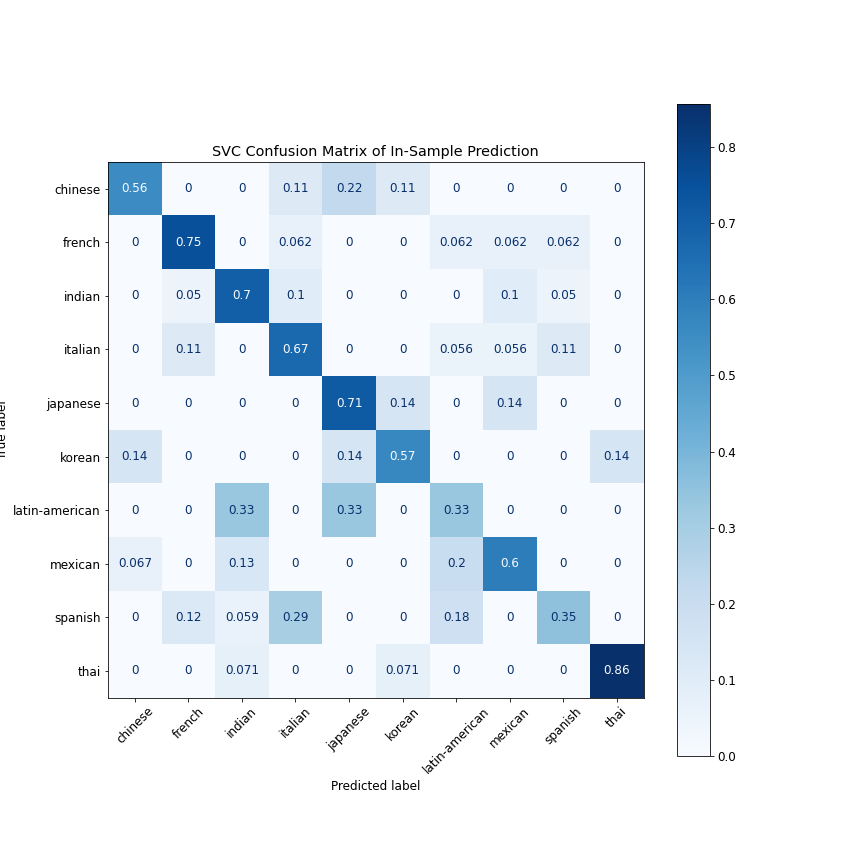 SVC Confusion Matrix of In-Sample Prediction
chinese 0.56 0 0 0.11 0.22 0.11 0 0 0 0
french 0 0.75 0 0.062 0 0 0.062 0.062 0.062 0
indian 0 0.05 0.7 0.1 0 0 0 0.1 0.05 0
italian 0 0.11 0 0.67 0 0 0.056 0.056 0.11 0
japanese 0 0 0 0 0.71 0.14 0 0.14 0 0
korean 0.14 0 0 0 0.14 0.57 0 0 0 0.14
latin-american 0 0 0.33 0 0.33 0 0.33 0 0 0
mexican 0.067 0 0.13 0 0 0 0.2 0.6 0 0
spanish 0 0.12 0.059 0.29 0 0 0.18 0 0.35 0
thai 0 0 0.071 0 0 0.071 0 0 0 0.86
chinese french indian italian japanese korean latin-american mexican spanish thai
Predicted label
0.8
0.7
0.6
0.5
0.4
0.3
0.2
0.1
0.0